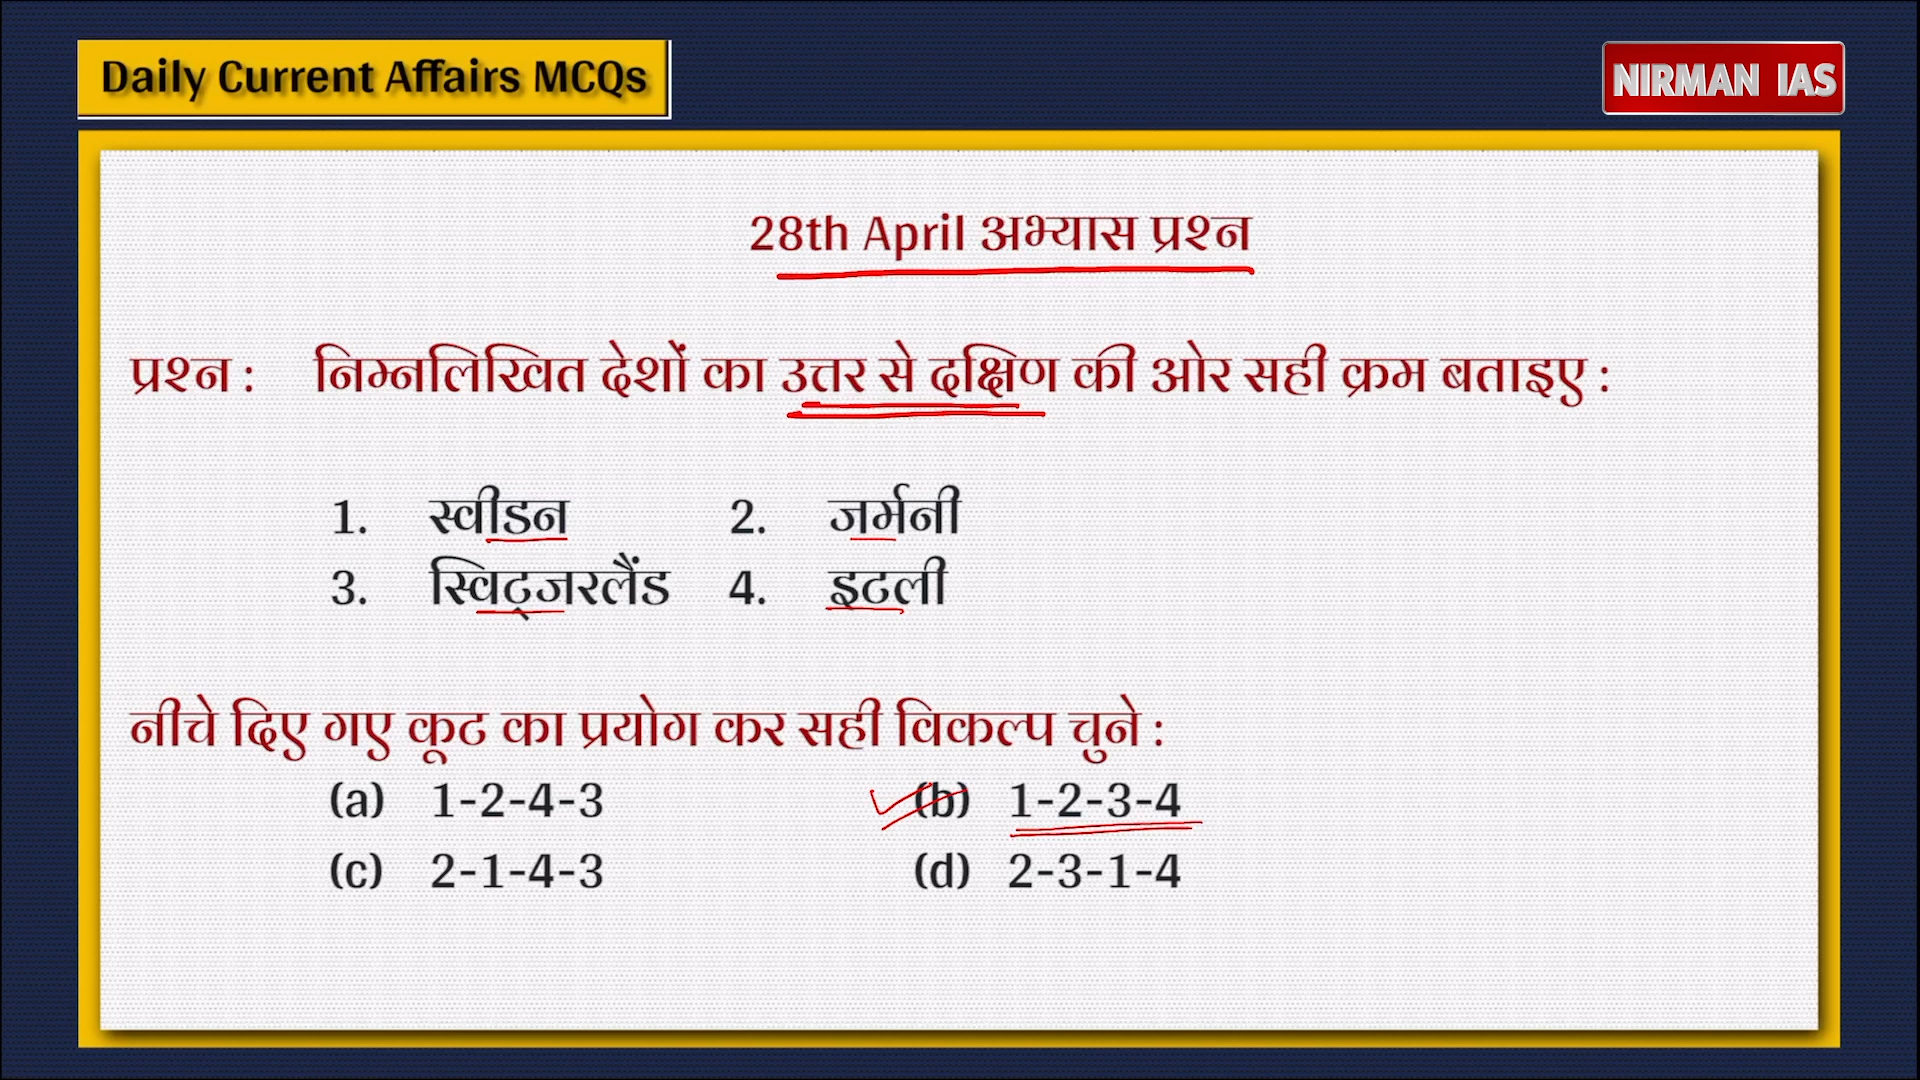 Daily Current Affairs MCQs
NIRMAN IAS
28th April अभ्यास प्रश्न
प्रश्न : निम्नलिखित देशों का उत्तर से दक्षिण की ओर सही क्रम बताइए :
1. स्वीडन 2. जर्मनी
3. स्विट्जरलैंड 4. इटली
नीचे दिए गए कूट का प्रयोग कर सही विकल्प चुने :
(a) 1-2-4-3 (b) 1-2-3-4
(c) 2-1-4-3 (d) 2-3-1-4